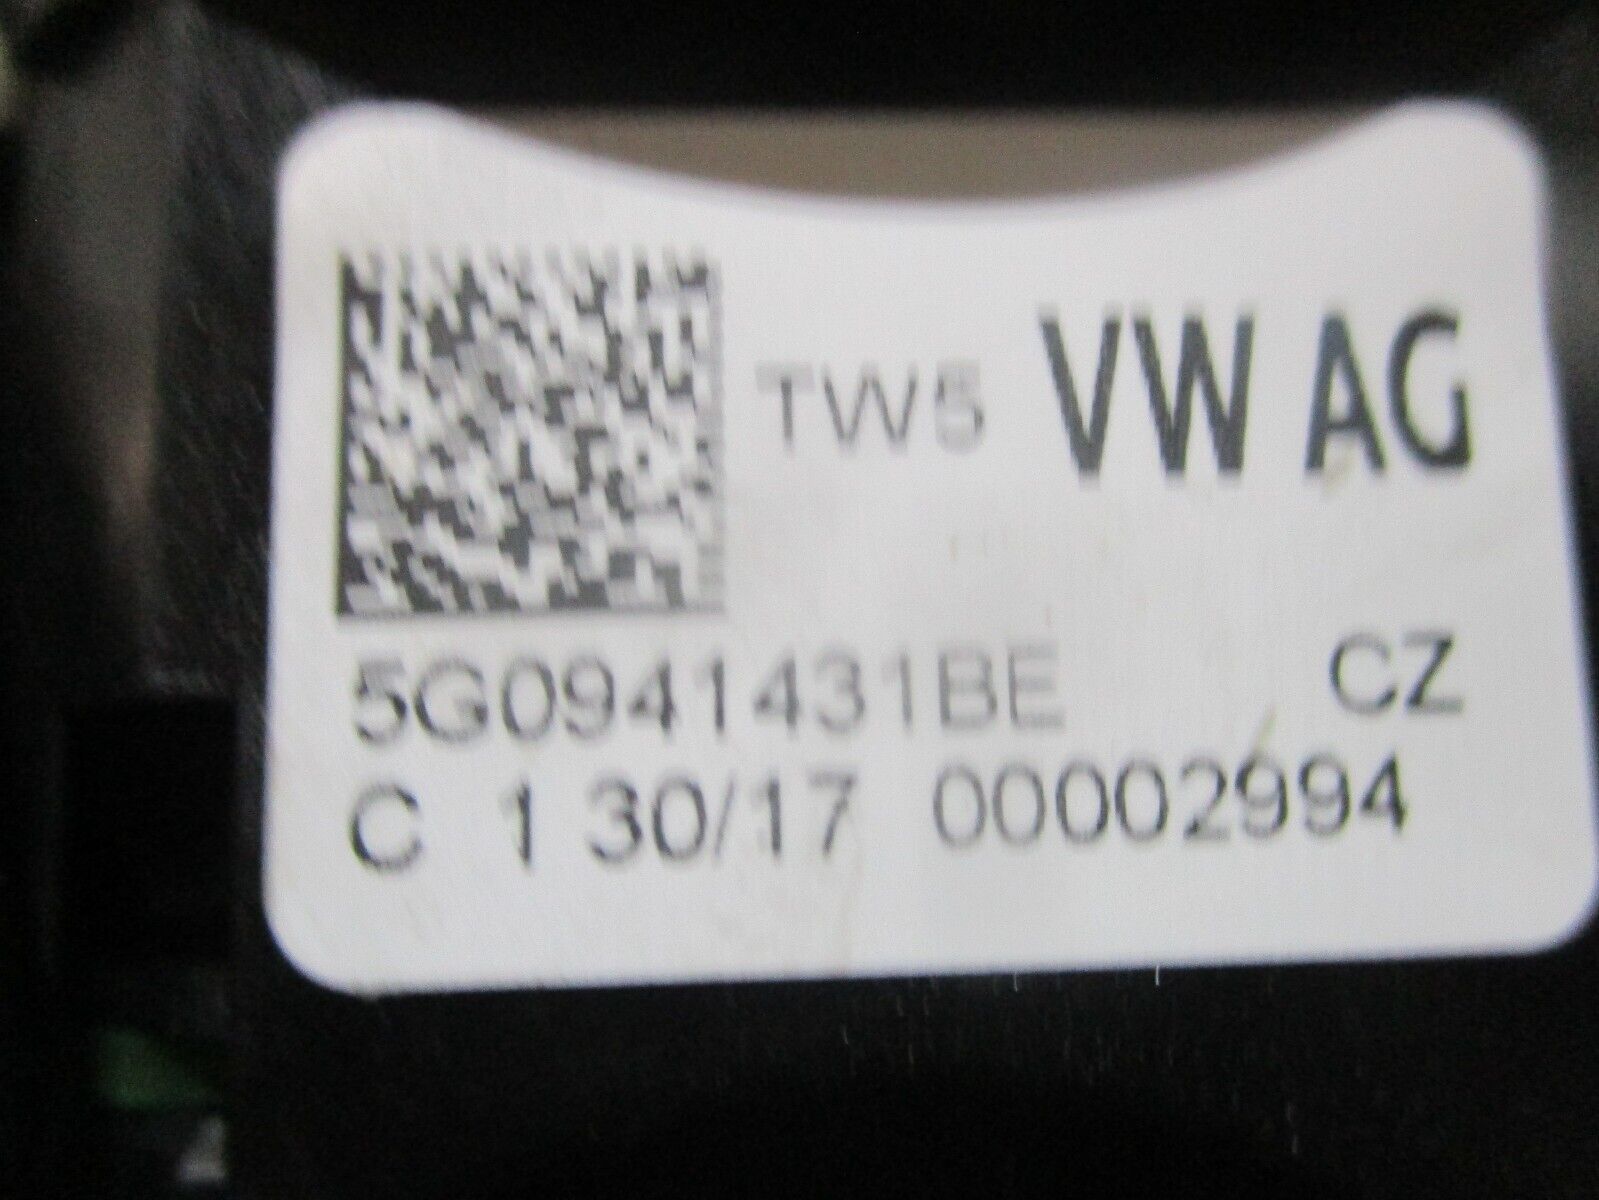 TW5 VW AG
5G0941431BE CZ
C 1 30/17 00002994